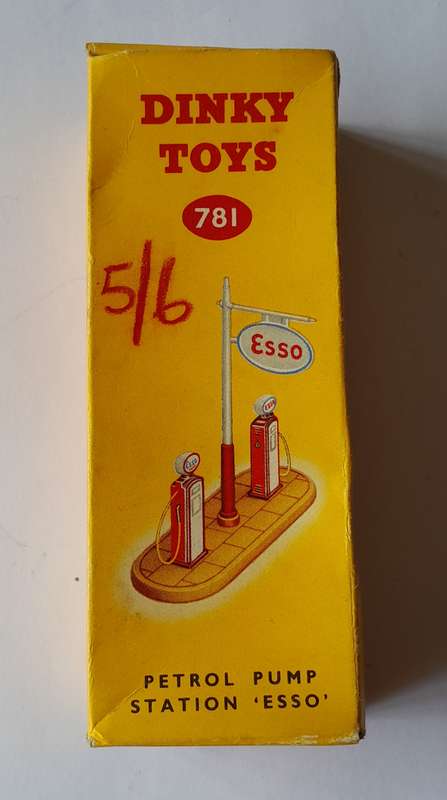 DINKY
TOYS
781
5/6
Esso
PETROL PUMP
STATION 'ESSO'